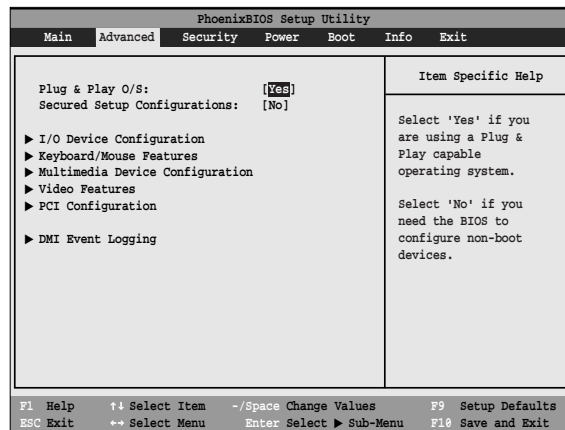 PhoenixBIOS Setup Utility
Main Advanced Security Power Boot Info Exit
Plug & Play O/S: [Yes]
Secured Setup Configurations: [No]
▶ I/O Device Configuration
▶ Keyboard/Mouse Features
▶ Multimedia Device Configuration
▶ Video Features
▶ PCI Configuration
▶ DMI Event Logging
Item Specific Help
Select 'Yes' if you
are using a Plug &
Play capable
operating system.
Select 'No' if you
need the BIOS to
configure non-boot
devices.
F1 Help ↑↓ Select Item -/Space Change Values F9 Setup Defaults
ESC Exit ←→ Select Menu Enter Select ▶ Sub-Menu F10 Save and Exit